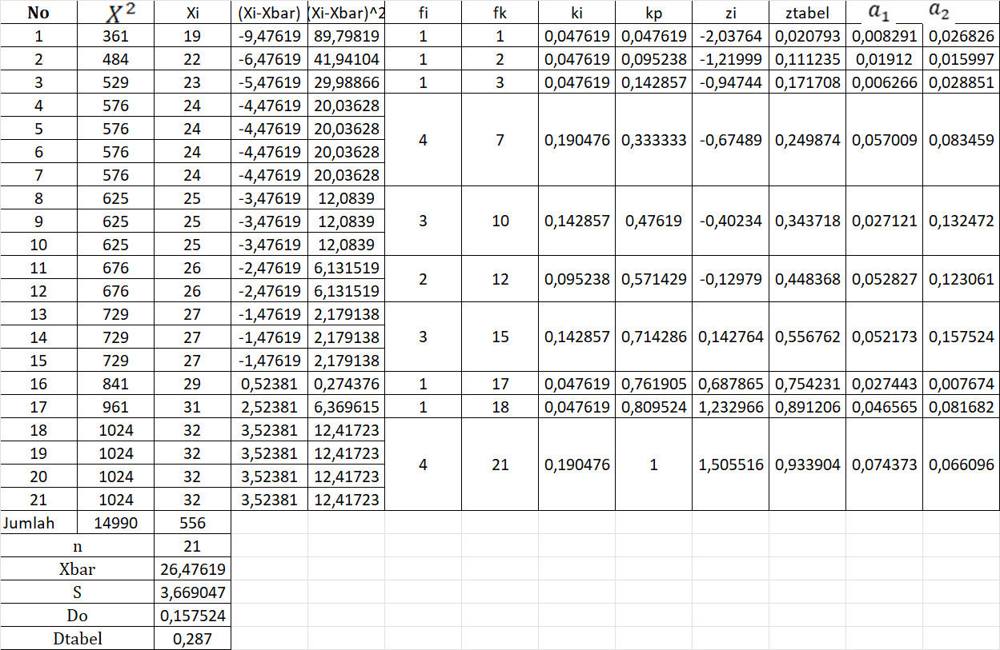 No X² Xi (Xi-Xbar) (Xi-Xbar)^2 fi fk ki kp zi ztabel a₁ a₂
1 361 19 -9,47619 89,79819 1 1 0,047619 0,047619 -2,03764 0,020793 0,008291 0,026826
2 484 22 -6,47619 41,94104 1 2 0,047619 0,095238 -1,21999 0,111235 0,01912 0,015997
3 529 23 -5,47619 29,98866 1 3 0,047619 0,142857 -0,94744 0,171708 0,006266 0,028851
4 576 24 -4,47619 20,03628
5 576 24 -4,47619 20,03628
4 7 0,190476 0,333333 -0,67489 0,249874 0,057009 0,083459
6 576 24 -4,47619 20,03628
7 576 24 -4,47619 20,03628
8 625 25 -3,47619 12,0839
9 625 25 -3,47619 12,0839 3 10 0,142857 0,47619 -0,40234 0,343718 0,027121 0,132472
10 625 25 -3,47619 12,0839
11 676 26 -2,47619 6,131519
2 12 0,095238 0,571429 -0,12979 0,448368 0,052827 0,123061
12 676 26 -2,47619 6,131519
13 729 27 -1,47619 2,179138
14 729 27 -1,47619 2,179138 3 15 0,142857 0,714286 0,142764 0,556762 0,052173 0,157524
15 729 27 -1,47619 2,179138
16 841 29 0,52381 0,274376 1 17 0,047619 0,761905 0,687865 0,754231 0,027443 0,007674
17 961 31 2,52381 6,369615 1 18 0,047619 0,809524 1,232966 0,891206 0,046565 0,081682
18 1024 32 3,52381 12,41723
19 1024 32 3,52381 12,41723
4 21 0,190476 1 1,505516 0,933904 0,074373 0,066096
20 1024 32 3,52381 12,41723
21 1024 32 3,52381 12,41723
Jumlah 14990 556
n 21
Xbar 26,47619
S 3,669047
Do 0,157524
Dtabel 0,287